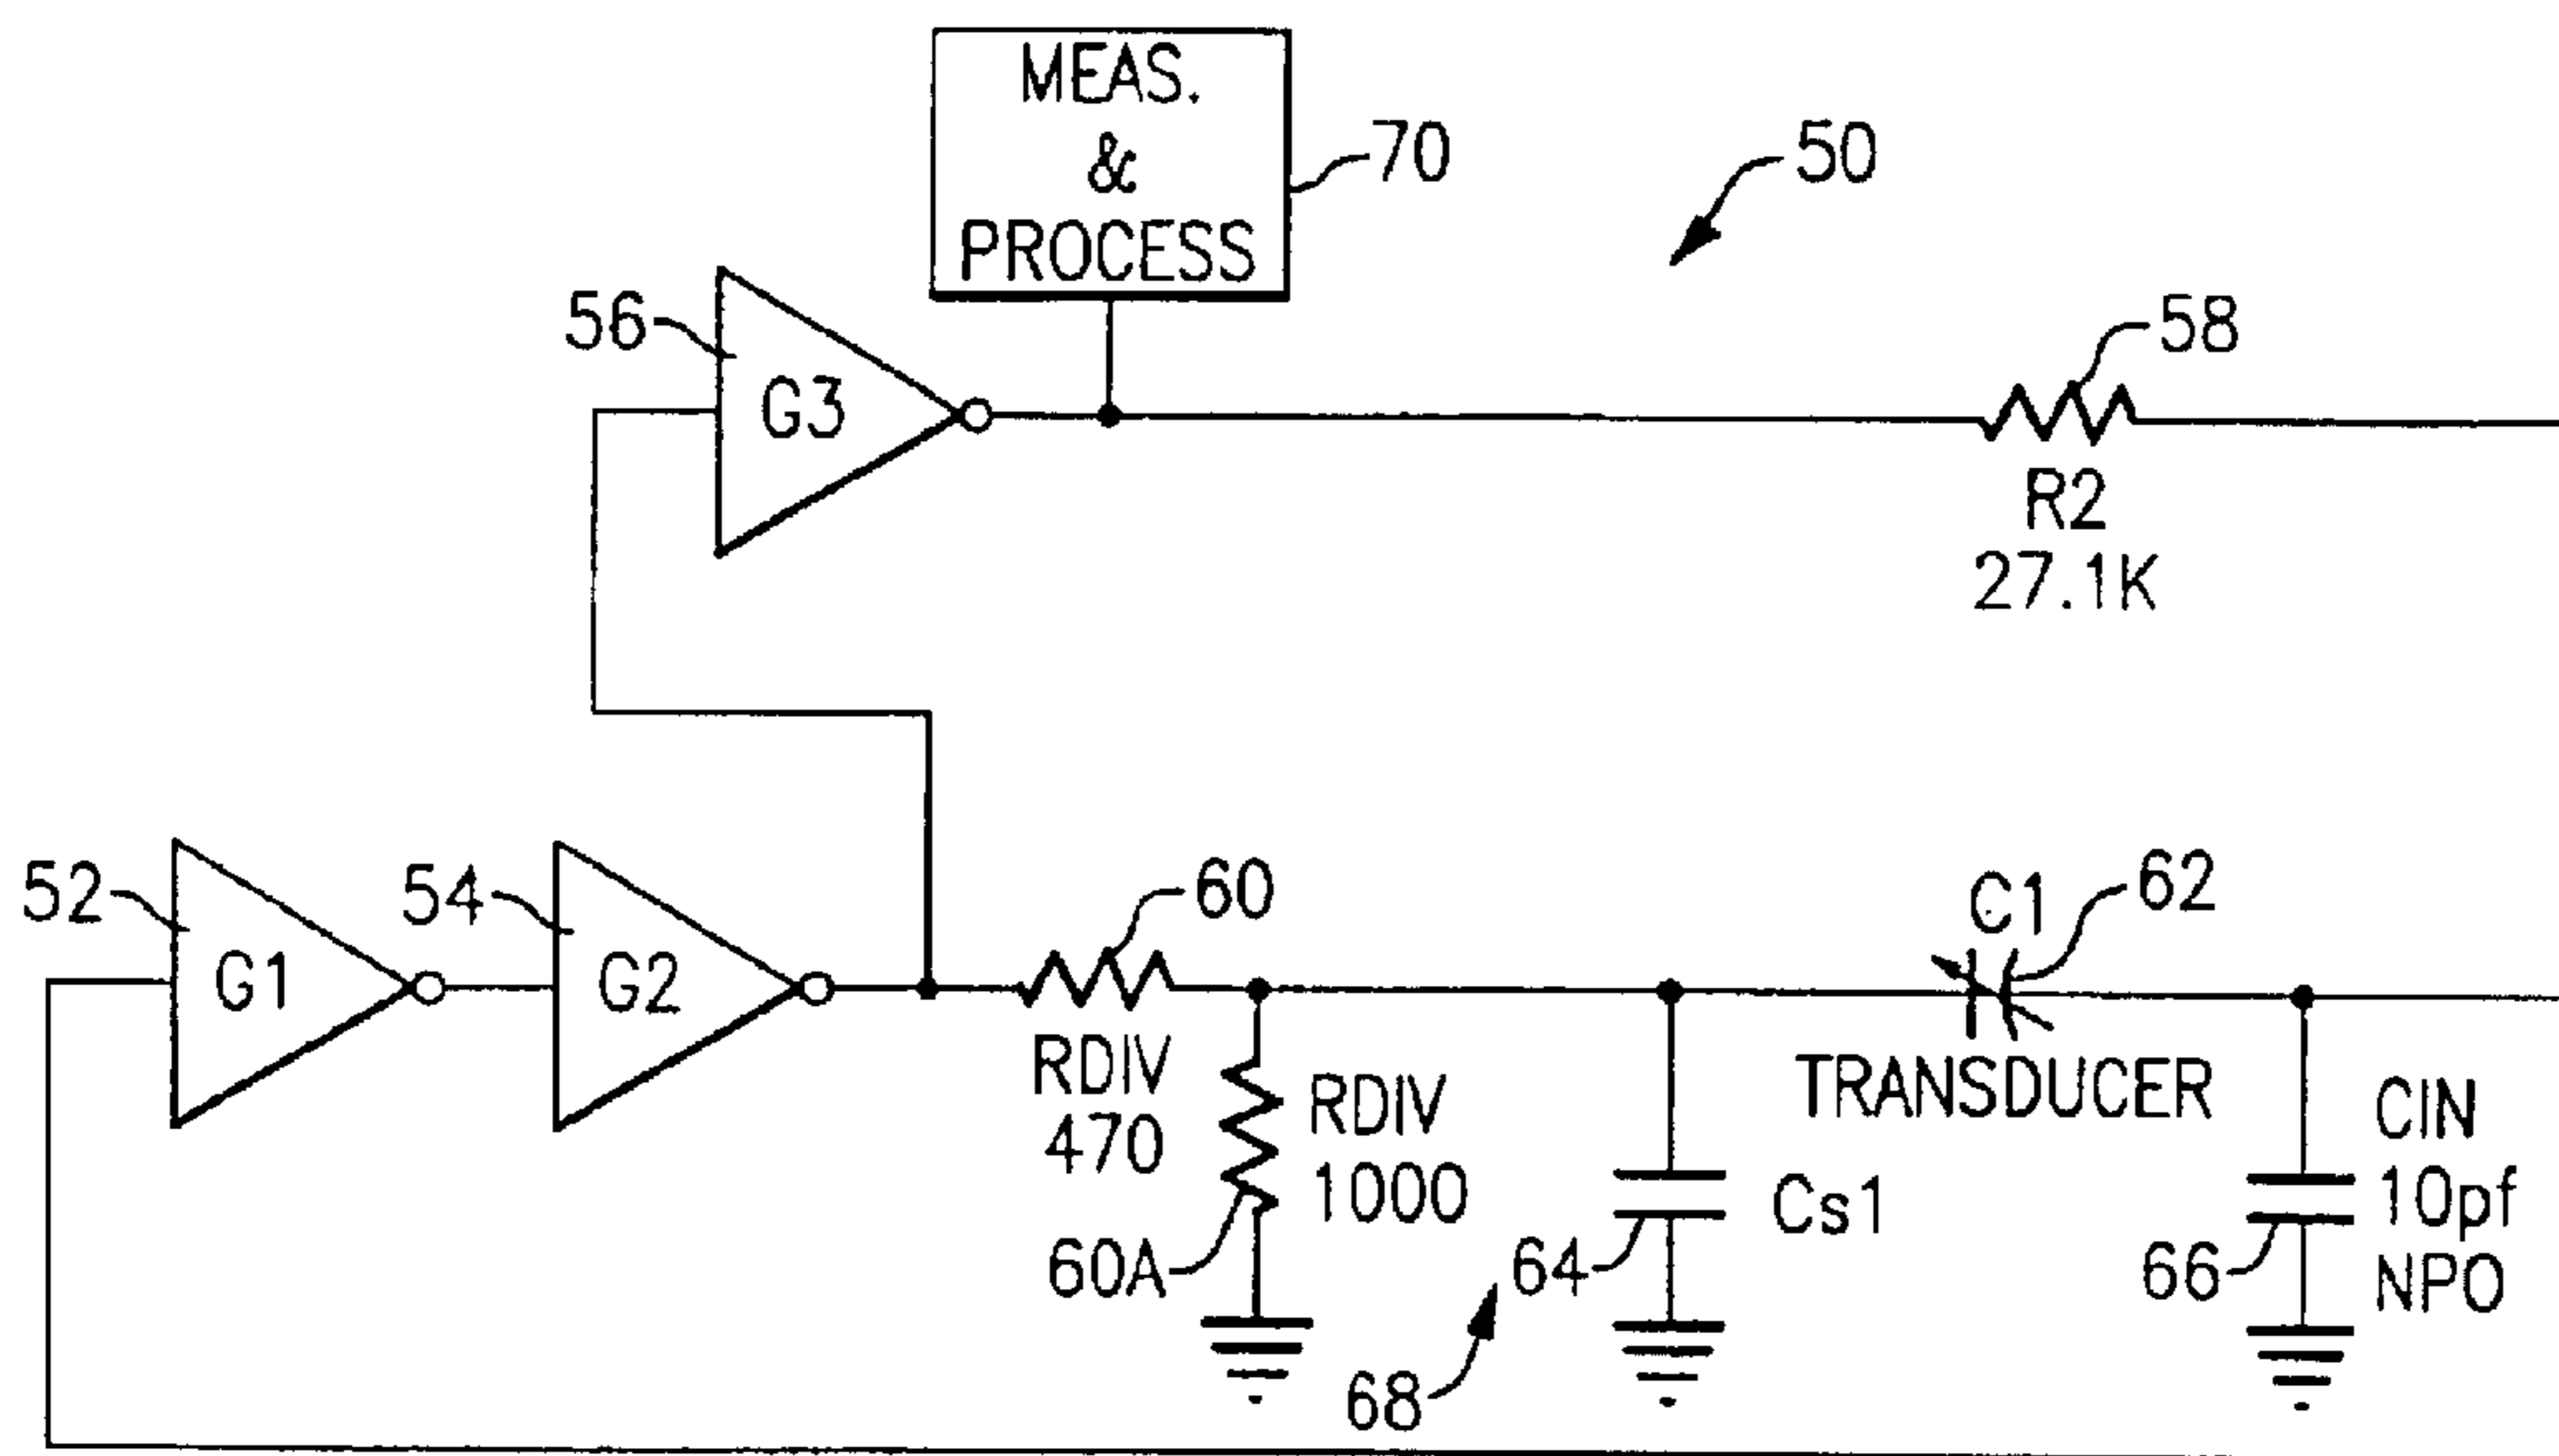 MEAS.
&
PROCESS
70
50
56
G3
58
R2
27.1K
52
G1
54
G2
60
RDIV
470
RDIV
1000
60A
C1
62
TRANSDUCER
Cs1
64
68
CIN
10pf
NPO
66